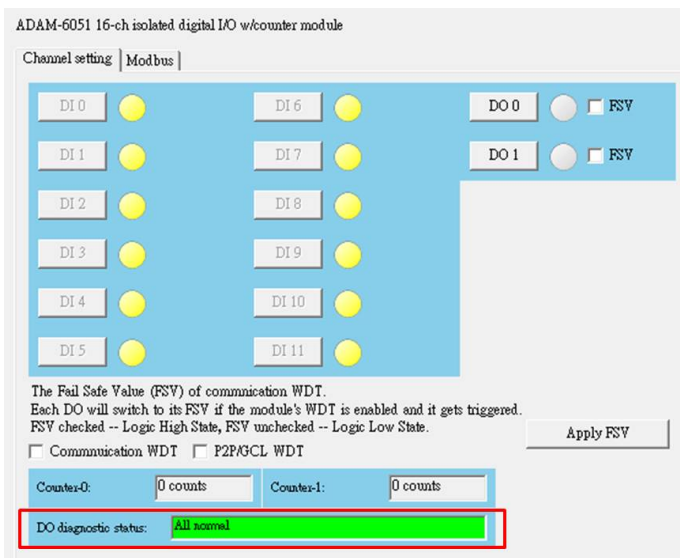 ADAM-6051 16-ch isolated digital I/O w/counter module
Channel setting Modbus
DI 0 DI 6 DO 0 FSV
DI 1 DI 7 DO 1 FSV
DI 2 DI 8
DI 3 DI 9
DI 4 DI 10
DI 5 DI 11
The Fail Safe Value (FSV) of commnication WDT.
Each DO will switch to its FSV if the module's WDT is enabled and it gets triggered.
FSV checked -- Logic High State, FSV unchecked -- Logic Low State.
Apply FSV
Commnuication WDT P2P/GCL WDT
Counter-0: 0 counts Counter-1: 0 counts
DO diagnostic status: All normal